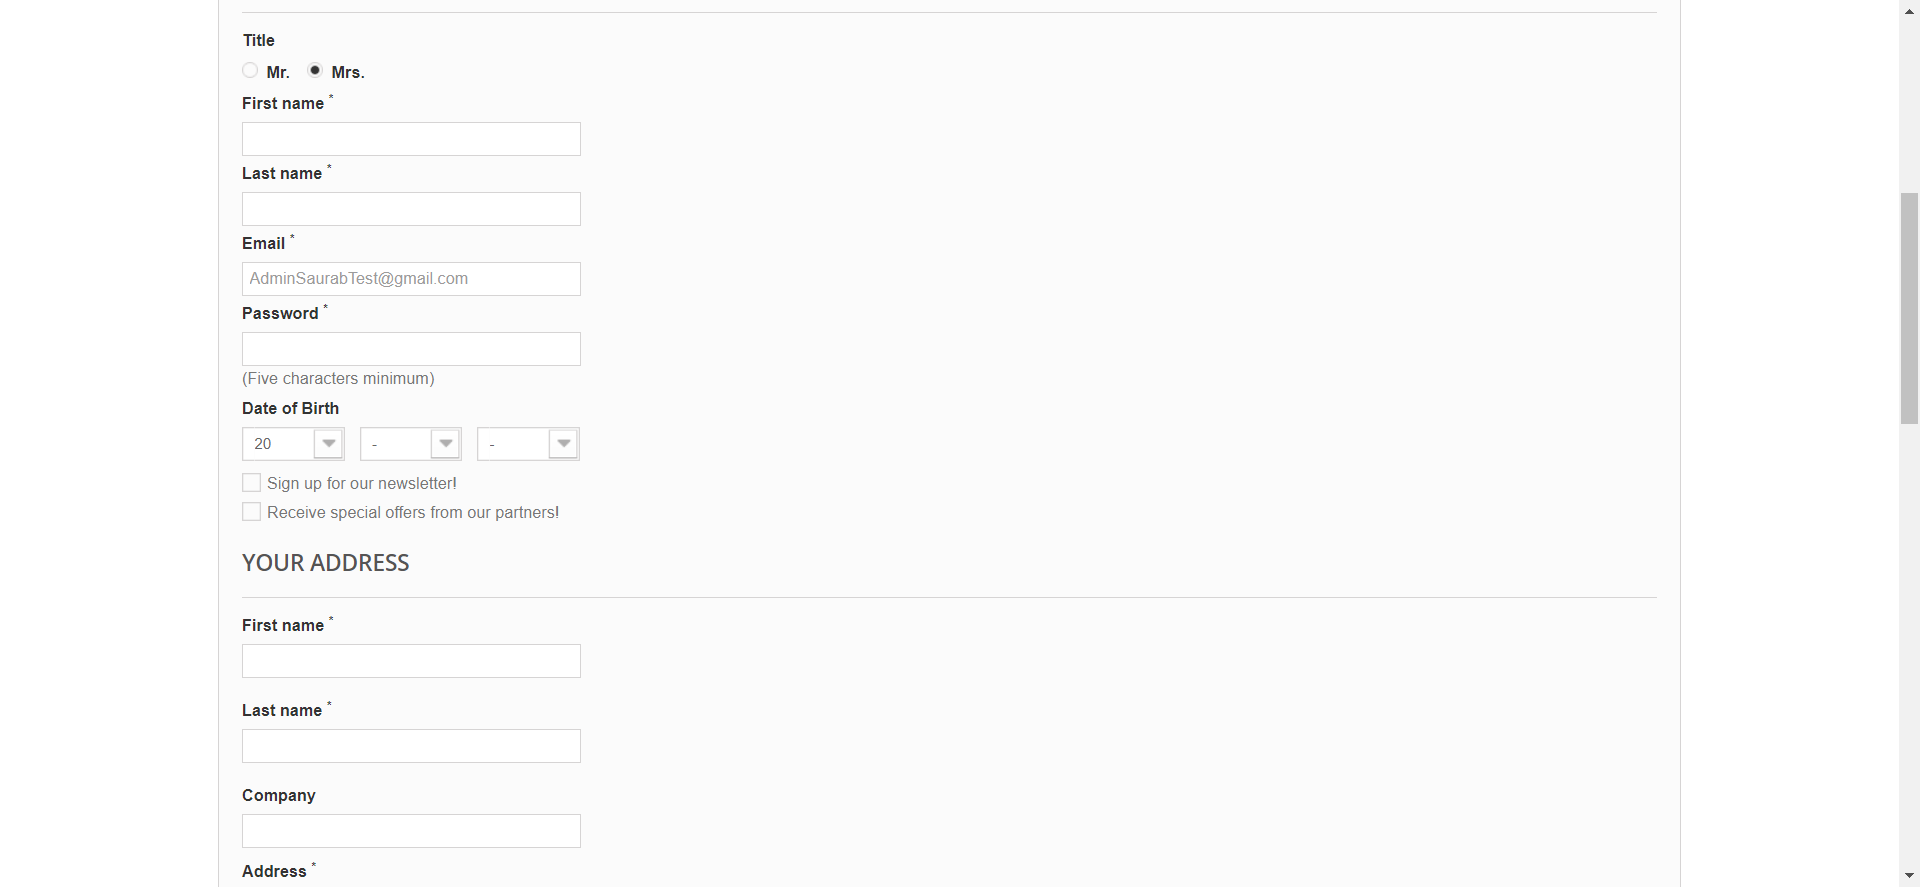 Title
Mr. Mrs.
First name *
Last name *
Email *
AdminSaurabTest@gmail.com
Password *
(Five characters minimum)
Date of Birth
20 - -
Sign up for our newsletter!
Receive special offers from our partners!
YOUR ADDRESS
First name *
Last name *
Company
Address *